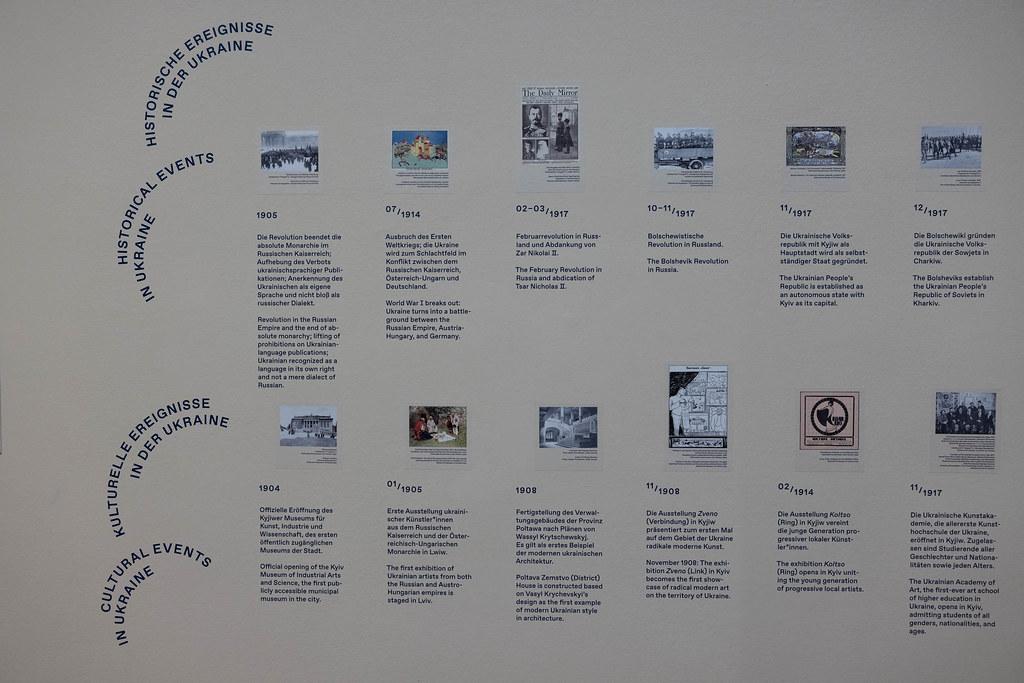 HISTORISCHE EREIGNISSE
IN DER UKRAINE
HISTORICAL EVENTS
IN UKRAINE
The Daily Mirror
1905
Die Revolution beendet die
absolute Monarchie im
Russischen Kaiserreich;
Aufhebung des Verbots
ukrainischsprachiger Publi-
kationen; Anerkennung des
Ukrainischen als eigene
Sprache und nicht bloß als
russischer Dialekt.
Revolution in the Russian
Empire and the end of ab-
solute monarchy; lifting of
prohibitions on Ukrainian-
language publications;
Ukrainian recognized as a
language in its own right
and not a mere dialect of
Russian.
07/1914
Ausbruch des Ersten
Weltkriegs; die Ukraine
wird zum Schlachtfeld im
Konflikt zwischen dem
Russischen Kaiserreich,
Österreich-Ungarn und
Deutschland.
World War I breaks out:
Ukraine turns into a battle-
ground between the
Russian Empire, Austria-
Hungary, and Germany.
02–03/1917
Februarrevolution in Russ-
land und Abdankung von
Zar Nikolai II.
The February Revolution in
Russia and abdication of
Tsar Nicholas II.
10–11/1917
Bolschewistische
Revolution in Russland.
The Bolshevik Revolution
in Russia.
11/1917
Die Ukrainische Volks-
republik mit Kyjiw als
Hauptstadt wird als selbst-
ständiger Staat gegründet.
The Ukrainian People's
Republic is established as
an autonomous state with
Kyiv as its capital.
12/1917
Die Bolschewiki gründen
die Ukrainische Volks-
republik der Sowjets in
Charkiw.
The Bolsheviks establish
the Ukrainian People's
Republic of Soviets in
Kharkiv.
KULTURELLE EREIGNISSE
IN DER UKRAINE
CULTURAL EVENTS
IN UKRAINE
1904
Offizielle Eröffnung des
Kyjiwer Museums für
Kunst, Industrie und
Wissenschaft, des ersten
öffentlich zugänglichen
Museums der Stadt.
Official opening of the Kyiv
Museum of Industrial Arts
and Science, the first pub-
licly accessible municipal
museum in the city.
01/1905
Erste Ausstellung ukraini-
scher Künstler*innen
aus dem Russischen
Kaiserreich und der Öster-
reichisch-Ungarischen
Monarchie in Lwiw.
The first exhibition of
Ukrainian artists from both
the Russian and Austro-
Hungarian empires is
staged in Lviv.
1908
Fertigstellung des Verwal-
tungsgebäudes der Provinz
Poltawa nach Plänen von
Wassyl Krytschewskyj.
Es gilt als erstes Beispiel
der modernen ukrainischen
Architektur.
Poltava Zemstvo (District)
House is constructed based
on Vasyl Krychevskyi's
design as the first example
of modern Ukrainian style
in architecture.
11/1908
Die Ausstellung Zveno
(Verbindung) in Kyjiw
präsentiert zum ersten Mal
auf dem Gebiet der Ukraine
radikale moderne Kunst.
November 1908: The exhi-
bition Zveno (Link) in Kyiv
becomes the first show-
case of radical modern art
on the territory of Ukraine.
02/1914
Die Ausstellung Koltso
(Ring) in Kyjiw vereint
die junge Generation pro-
gressiver lokaler Künst-
ler*innen.
The exhibition Koltso
(Ring) opens in Kyiv unit-
ing the young generation
of progressive local artists.
11/1917
Die Ukrainische Kunstaka-
demie, die allererste Kunst-
hochschule der Ukraine,
eröffnet in Kyjiw. Zugelas-
sen sind Studierende aller
Geschlechter und Nationa-
litäten sowie jeden Alters.
The Ukrainian Academy of
Art, the first-ever art school
of higher education in
Ukraine, opens in Kyiv,
admitting students of all
genders, nationalities, and
ages.